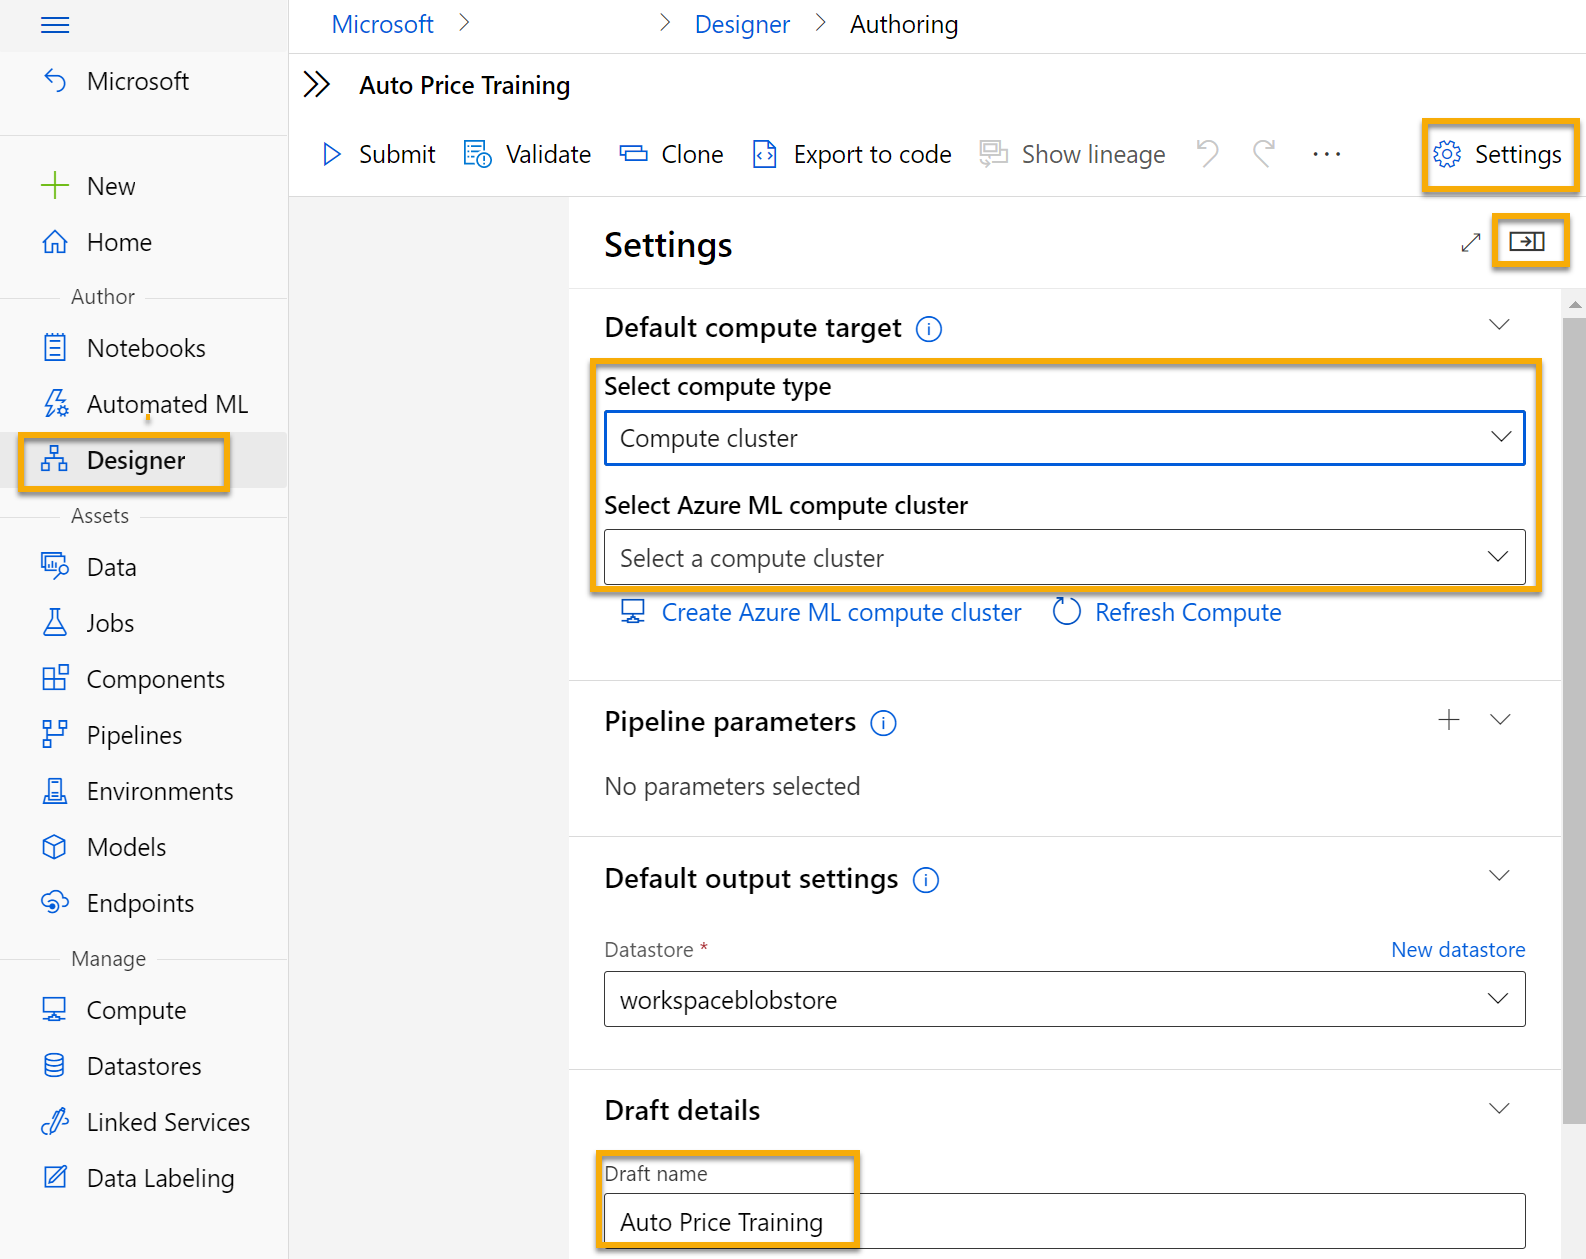 Microsoft > > Designer > Authoring
Microsoft
Auto Price Training
Submit Validate Clone Export to code Show lineage ... Settings
New
Home
Author
Notebooks
Automated ML
Designer
Assets
Data
Jobs
Components
Pipelines
Environments
Models
Endpoints
Manage
Compute
Datastores
Linked Services
Data Labeling
Settings
Default compute target
Select compute type
Compute cluster
Select Azure ML compute cluster
Select a compute cluster
Create Azure ML compute cluster Refresh Compute
Pipeline parameters
No parameters selected
Default output settings
Datastore * New datastore
workspaceblobstore
Draft details
Draft name
Auto Price Training